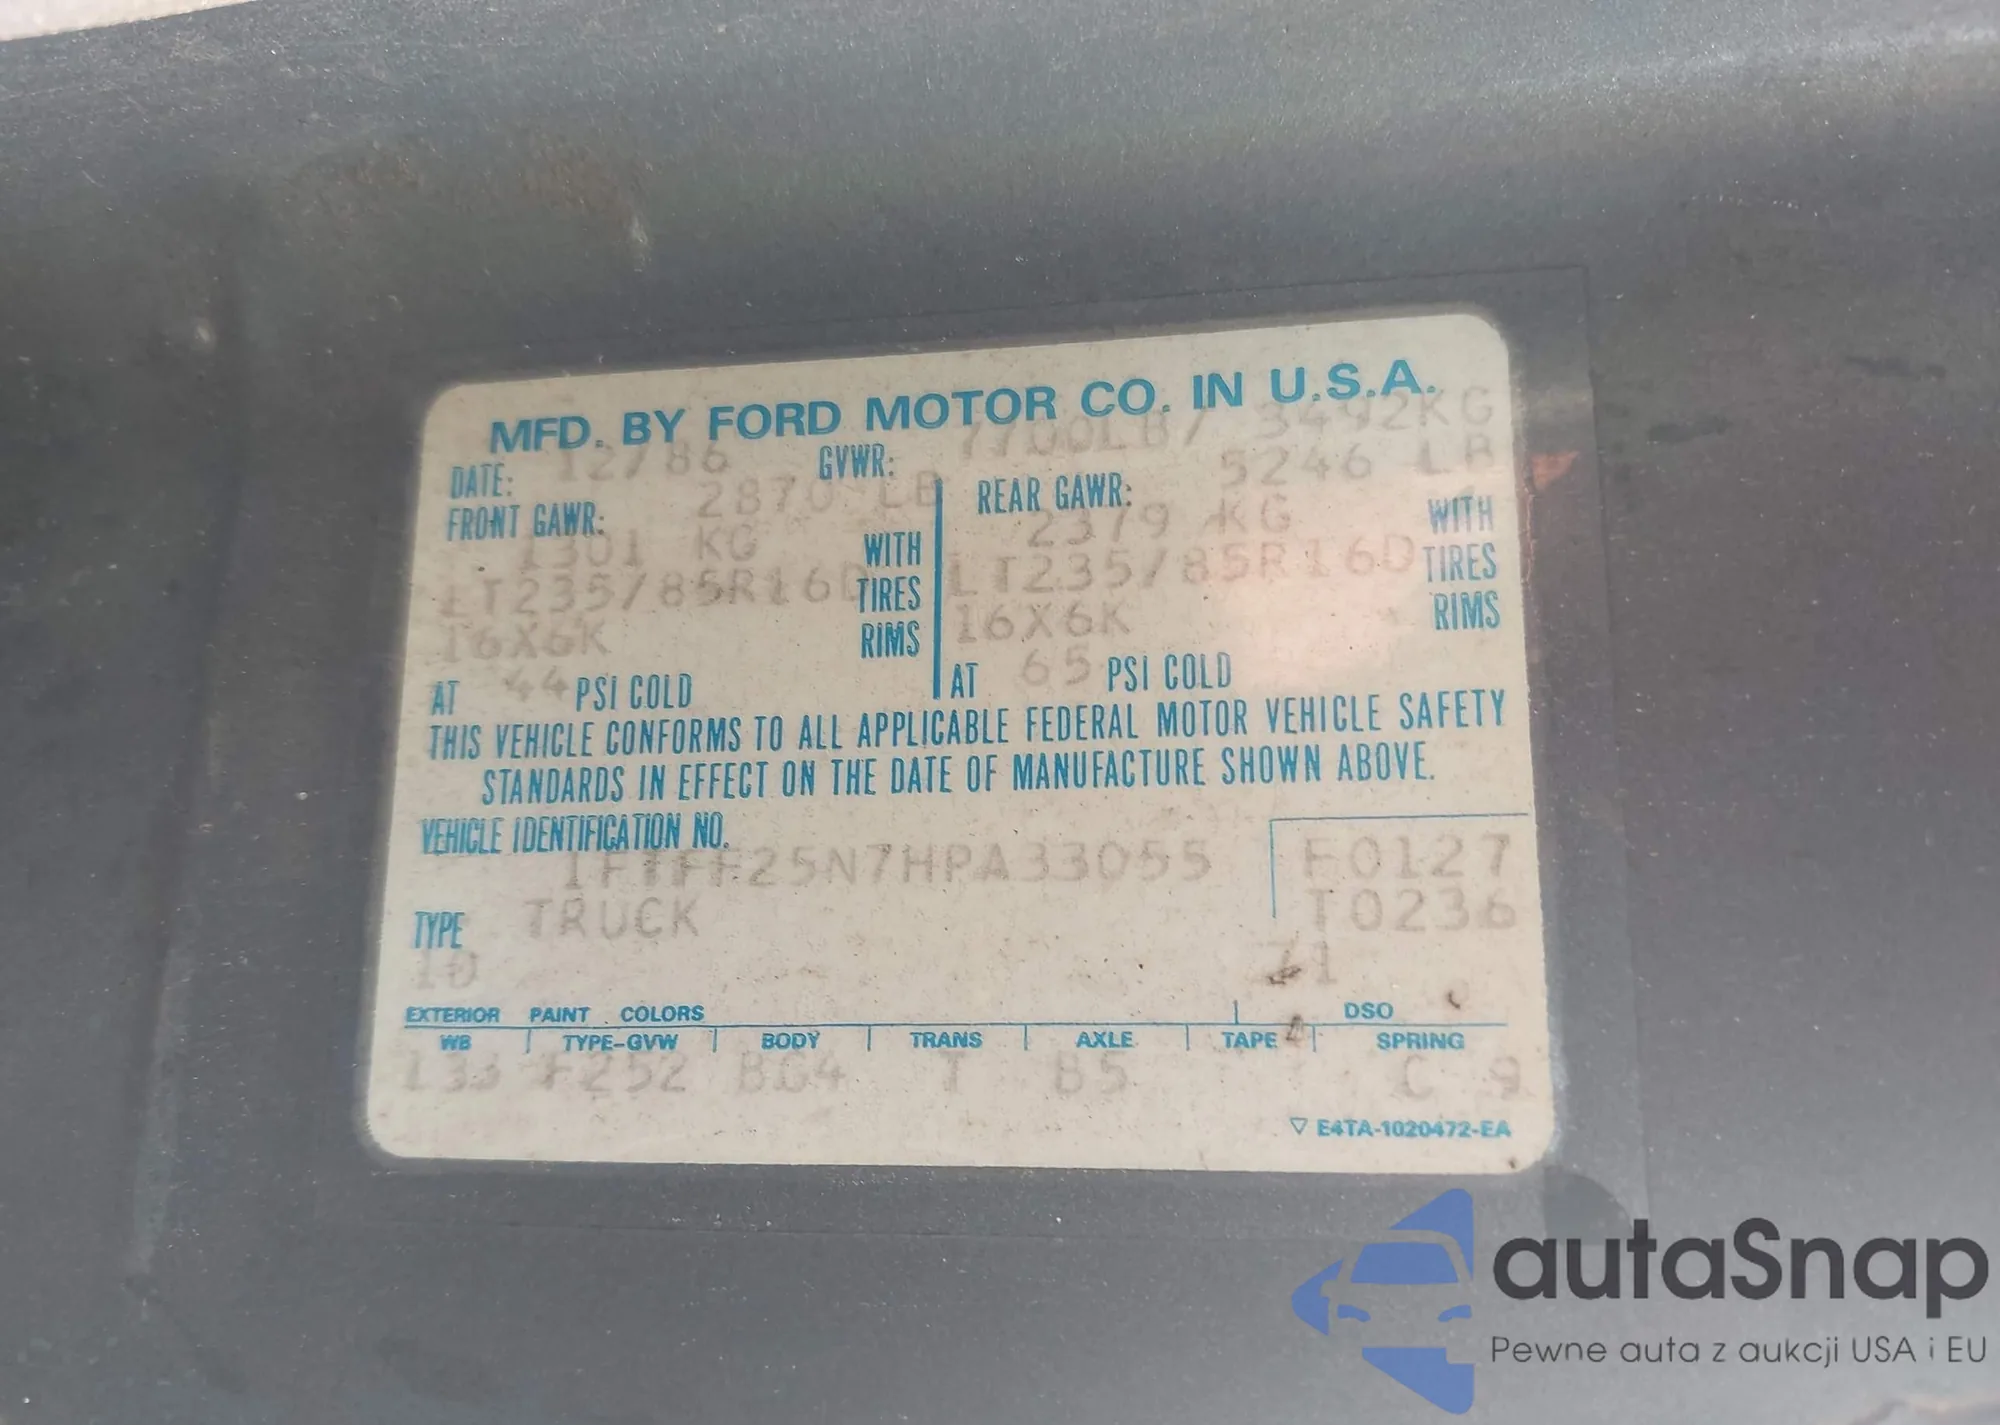 MFD. BY FORD MOTOR CO. IN U.S.A.
DATE: 12/86 GVWR: 7700LB/ 3492KG
FRONT GAWR: 2870 LB REAR GAWR: 5246 LB
1301 KG WITH 2379 KG WITH
LT235/85R16D TIRES LT235/85R16D TIRES
16X6K RIMS 16X6K RIMS
AT 44 PSI COLD AT 65 PSI COLD
THIS VEHICLE CONFORMS TO ALL APPLICABLE FEDERAL MOTOR VEHICLE SAFETY
STANDARDS IN EFFECT ON THE DATE OF MANUFACTURE SHOWN ABOVE.
VEHICLE IDENTIFICATION NO.
1FTFF25N7HPA33055 F0127
TYPE TRUCK T0236
10 71
EXTERIOR PAINT COLORS DSO
WB TYPE-GVW BODY TRANS AXLE TAPE SPRING
F252 BG4 T B5 C 9
▽ E4TA-1020472-EA
autaSnap
Pewne auta z aukcji USA i EU